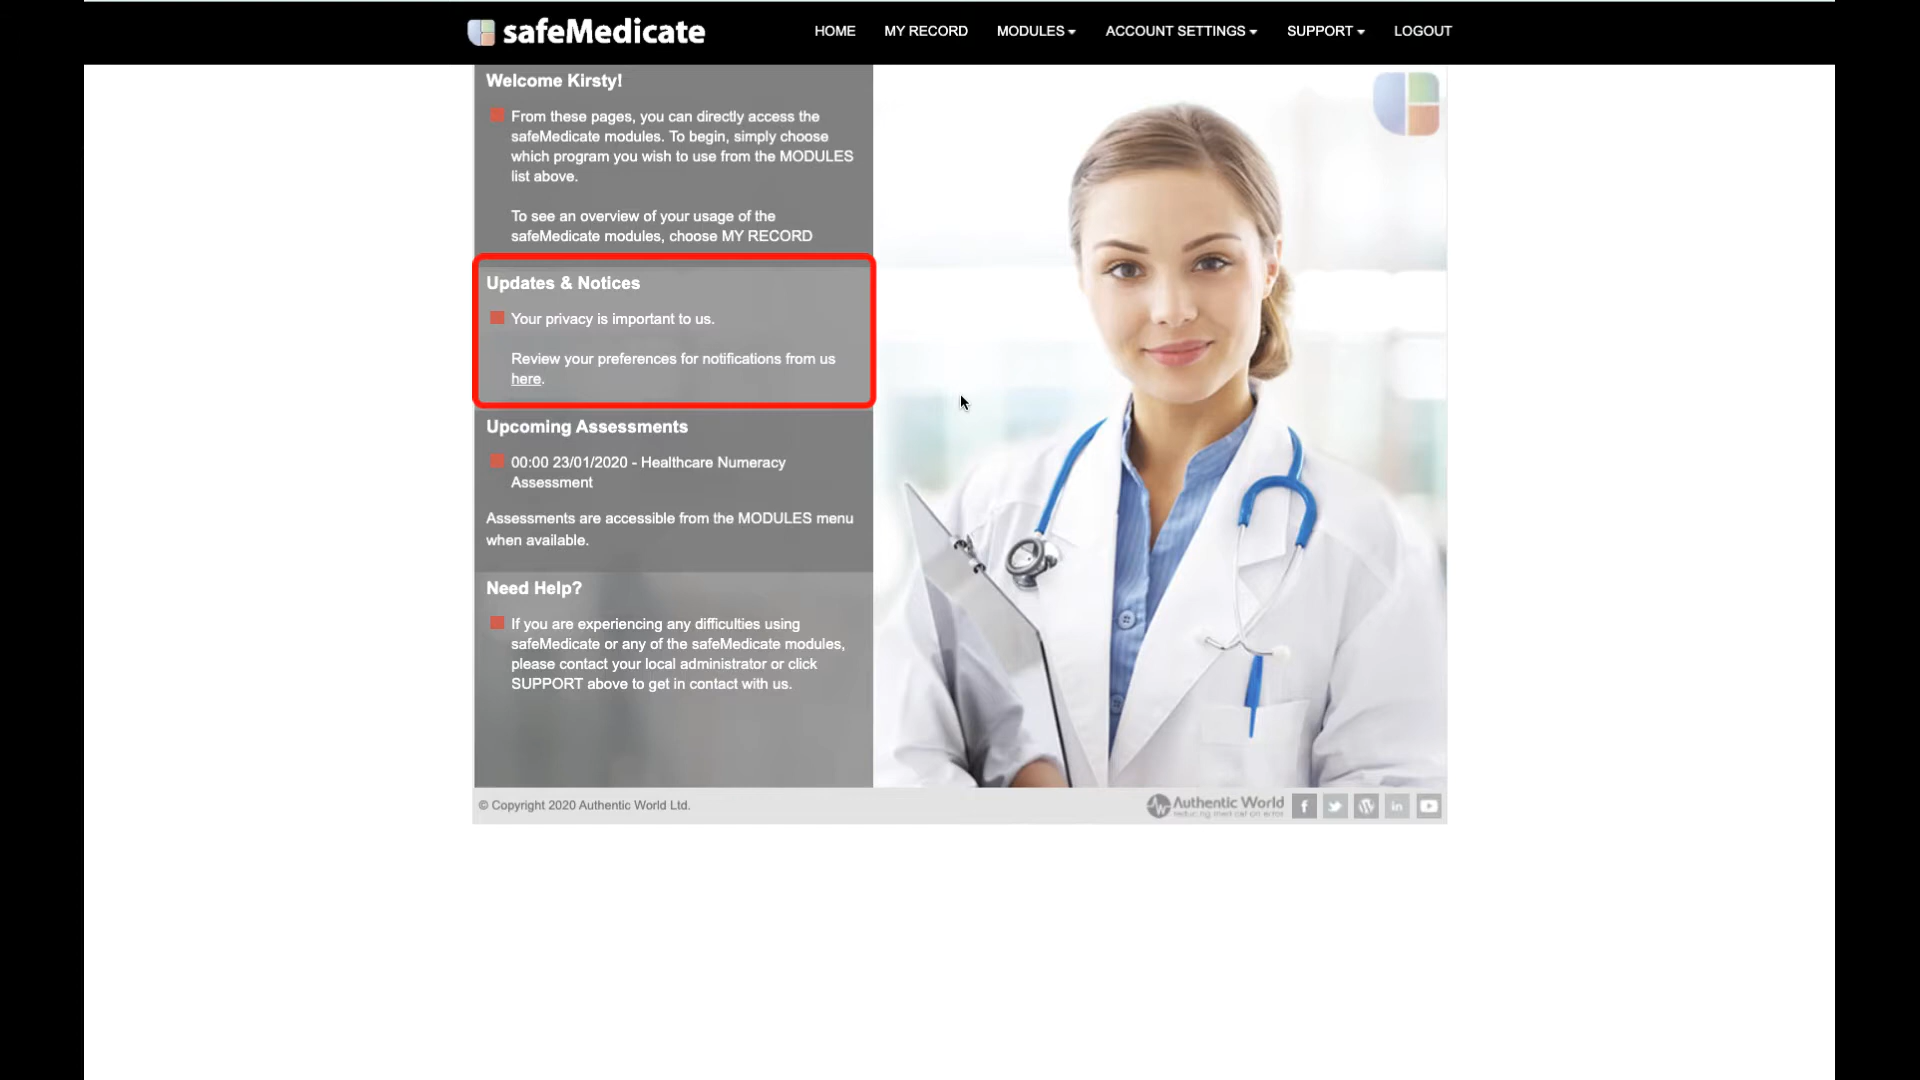 safeMedicate
HOME MY RECORD MODULES ACCOUNT SETTINGS SUPPORT LOGOUT
Welcome Kirsty!
From these pages, you can directly access the
safeMedicate modules. To begin, simply choose
which program you wish to use from the MODULES
list above.
To see an overview of your usage of the
safeMedicate modules, choose MY RECORD
Updates & Notices
Your privacy is important to us.
Review your preferences for notifications from us
here.
Upcoming Assessments
00:00 23/01/2020 - Healthcare Numeracy
Assessment
Assessments are accessible from the MODULES menu
when available.
Need Help?
If you are experiencing any difficulties using
safeMedicate or any of the safeMedicate modules,
please contact your local administrator or click
SUPPORT above to get in contact with us.
© Copyright 2020 Authentic World Ltd.
Authentic World